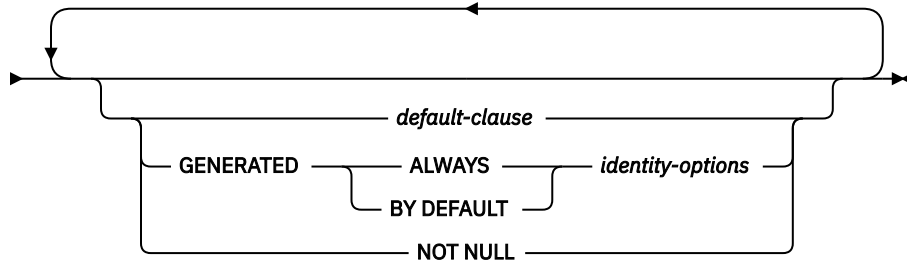 default-clause
GENERATED ALWAYS identity-options
BY DEFAULT
NOT NULL